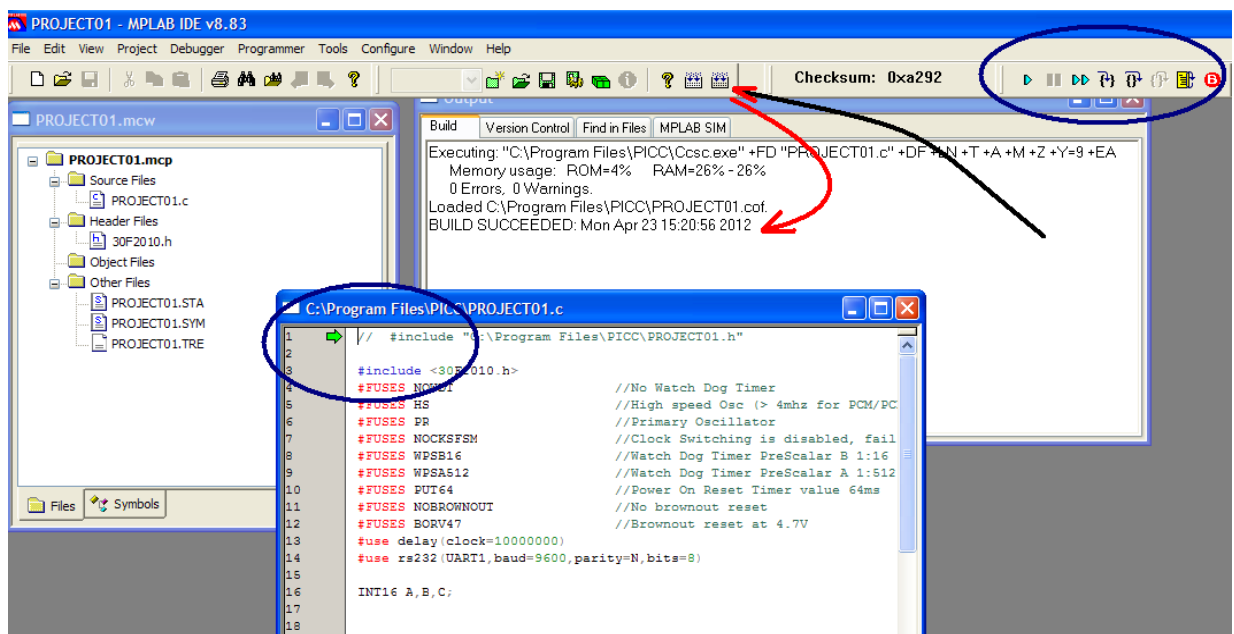 PROJECT01 - MPLAB IDE v8.83
File Edit View Project Debugger Programmer Tools Configure Window Help
Checksum: 0xa292
PROJECT01.mcw
PROJECT01.mcp
Source Files
PROJECT01.c
Header Files
30F2010.h
Object Files
Other Files
PROJECT01.STA
PROJECT01.SYM
PROJECT01.TRE
Files Symbols
Output
Build Version Control Find in Files MPLAB SIM
Executing: "C:\Program Files\PICC\Ccsc.exe" +FD "PROJECT01.c" +DF +LN +T +A +M +Z +Y=9 +EA
Memory usage: ROM=4% RAM=26% - 26%
0 Errors, 0 Warnings.
Loaded C:\Program Files\PICC\PROJECT01.cof.
BUILD SUCCEEDED: Mon Apr 23 15:20:56 2012
C:\Program Files\PICC\PROJECT01.c
1 // #include "C:\Program Files\PICC\PROJECT01.h"
2
3 #include <30F2010.h>
4 #FUSES NOWDT //No Watch Dog Timer
5 #FUSES HS //High speed Osc (> 4mhz for PCM/PC
6 #FUSES PR //Primary Oscillator
7 #FUSES NOCKSFSM //Clock Switching is disabled, fail
8 #FUSES WPSB16 //Watch Dog Timer PreScalar B 1:16
9 #FUSES WPSA512 //Watch Dog Timer PreScalar A 1:512
10 #FUSES PUT64 //Power On Reset Timer value 64ms
11 #FUSES NOBROWNOUT //No brownout reset
12 #FUSES BORV47 //Brownout reset at 4.7V
13 #use delay(clock=10000000)
14 #use rs232(UART1,baud=9600,parity=N,bits=8)
15
16 INT16 A,B,C;
17
18